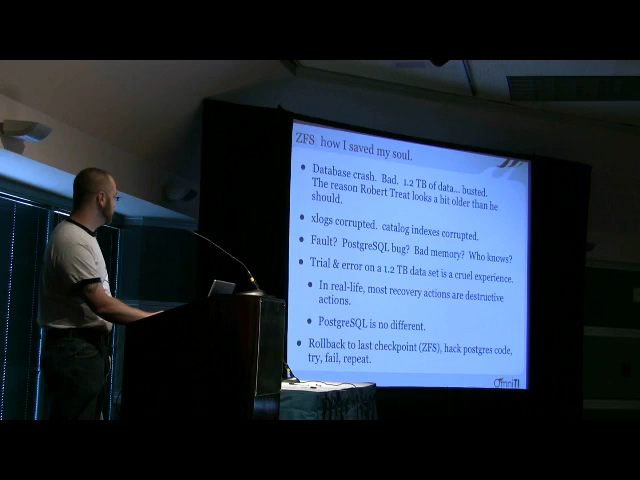 ZFS how I saved my soul.
Database crash. Bad. 1.2 TB of data... busted.
The reason Robert Treat looks a bit older than he
should.
xlogs corrupted. catalog indexes corrupted.
Fault? PostgreSQL bug? Bad memory? Who knows?
Trial & error on a 1.2 TB data set is a cruel experience.
In real-life, most recovery actions are destructive
actions.
PostgreSQL is no different.
Rollback to last checkpoint (ZFS), hack postgres code,
try, fail, repeat.
OmniTI